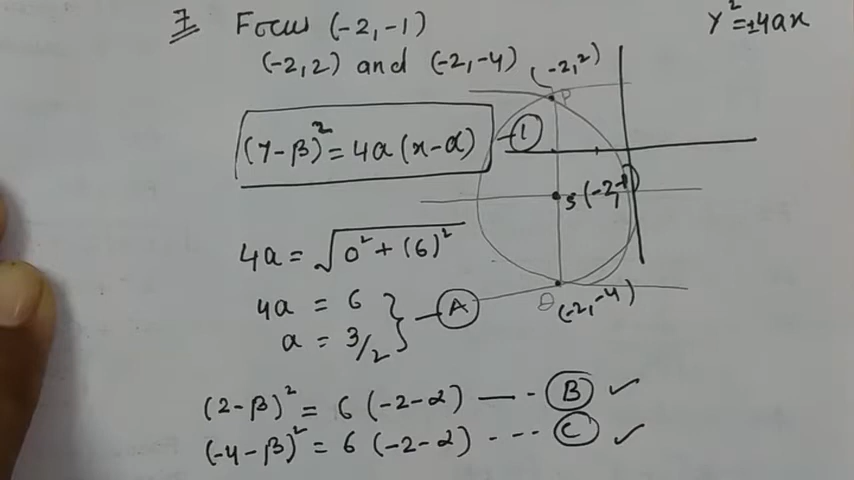 7 Focus (-2,-1)
y² = ±4ax
(-2,2) and (-2,-4)
(-2,2)
P
(y-β)² = 4a(x-α) — 1
S(-2,-1)
4a = √0² + (6)²
4a = 6
a = 3/2 } — A
Q (-2,-4)
(2-β)² = 6(-2-α) —- B ✓
(-4-β)² = 6(-2-α) --- C ✓